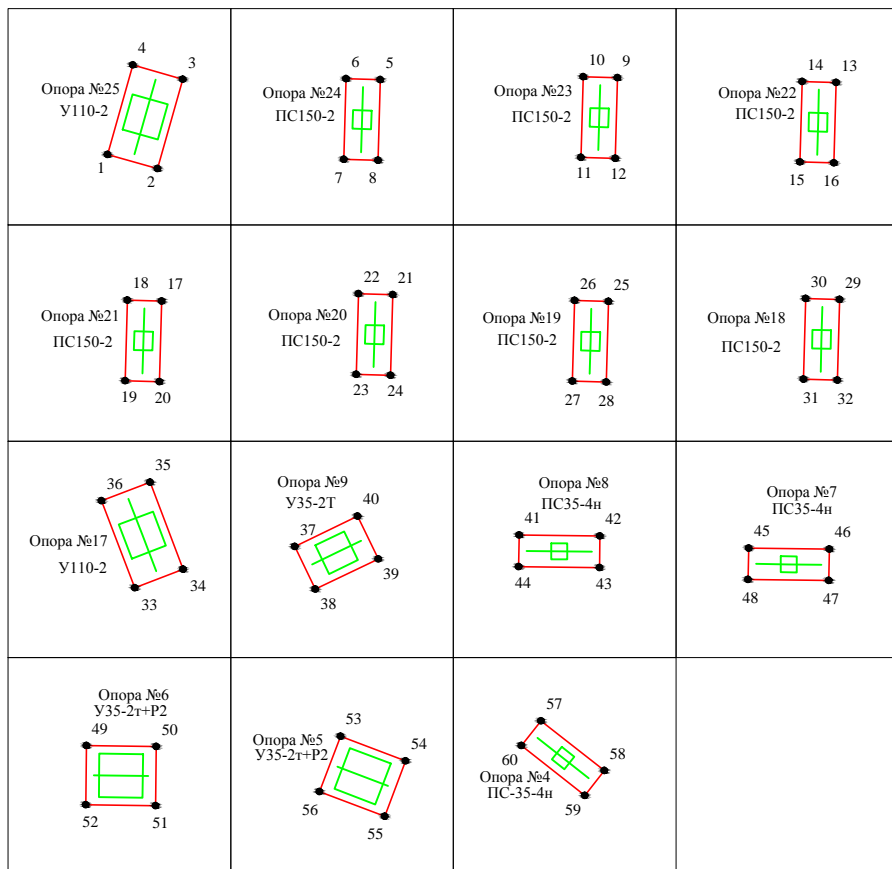 4
3
Опора №25
У110-2
1
2
6
5
Опора №24
ПС150-2
7
8
10
9
Опора №23
ПС150-2
11
12
14
13
Опора №22
ПС150-2
15
16
18
17
Опора №21
ПС150-2
19
20
22
21
Опора №20
ПС150-2
23
24
26
25
Опора №19
ПС150-2
27
28
30
29
Опора №18
ПС150-2
31
32
35
36
Опора №17
У110-2
34
33
Опора №9
У35-2Т
40
37
39
38
Опора №8
ПС35-4н
41
42
44
43
Опора №7
ПС35-4н
45
46
48
47
Опора №6
У35-2т+Р2
49
50
52
51
53
Опора №5
У35-2т+Р2
54
56
55
57
60
58
Опора №4
ПС-35-4н
59